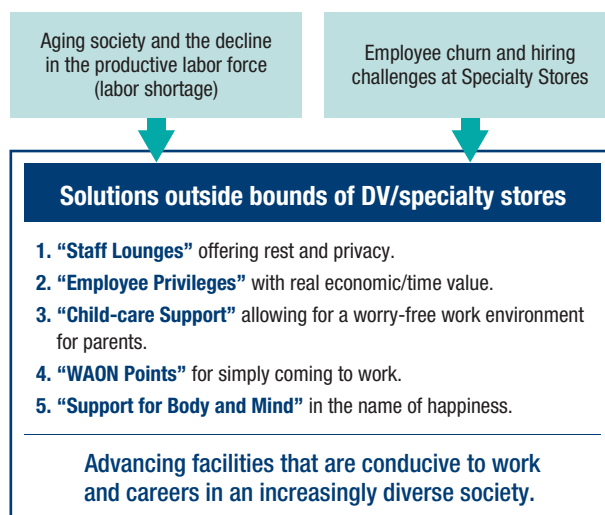 Aging society and the decline
in the productive labor force
(labor shortage)
Employee churn and hiring
challenges at Specialty Stores
Solutions outside bounds of DV/specialty stores
1. “Staff Lounges” offering rest and privacy.
2. “Employee Privileges” with real economic/time value.
3. “Child-care Support” allowing for a worry-free work environment
for parents.
4. “WAON Points” for simply coming to work.
5. “Support for Body and Mind” in the name of happiness.
Advancing facilities that are conducive to work
and careers in an increasingly diverse society.